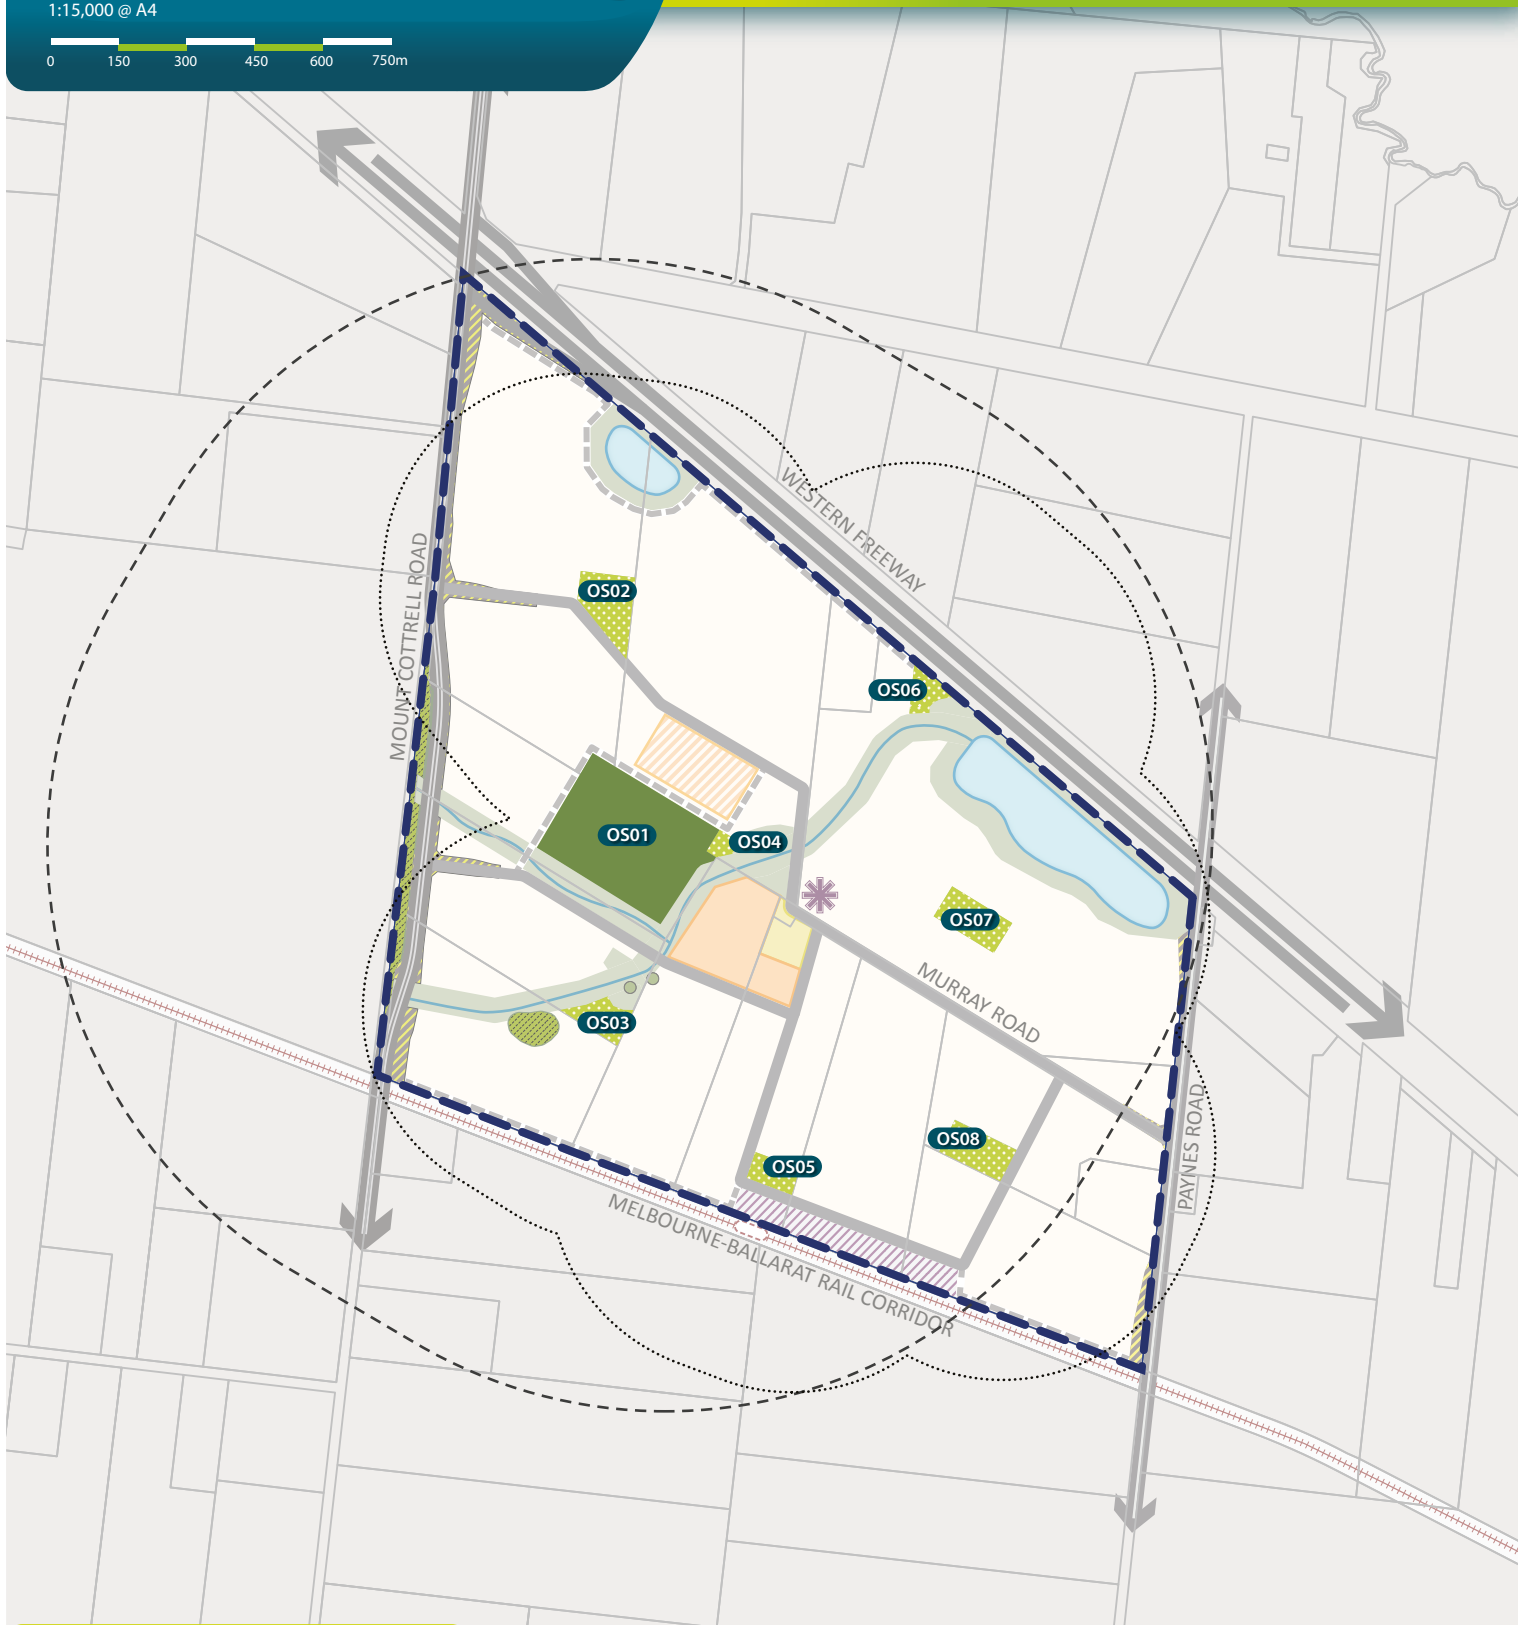 1:15,000 @ A4
0 150 300 450 600 750m
WESTERN FREEWAY
MOUNT COTTRELL ROAD
OS02
OS06
OS01
OS04
OS07
MURRAY ROAD
OS03
PAYNES ROAD
OS08
OS05
MELBOURNE-BALLARAT RAIL CORRIDOR